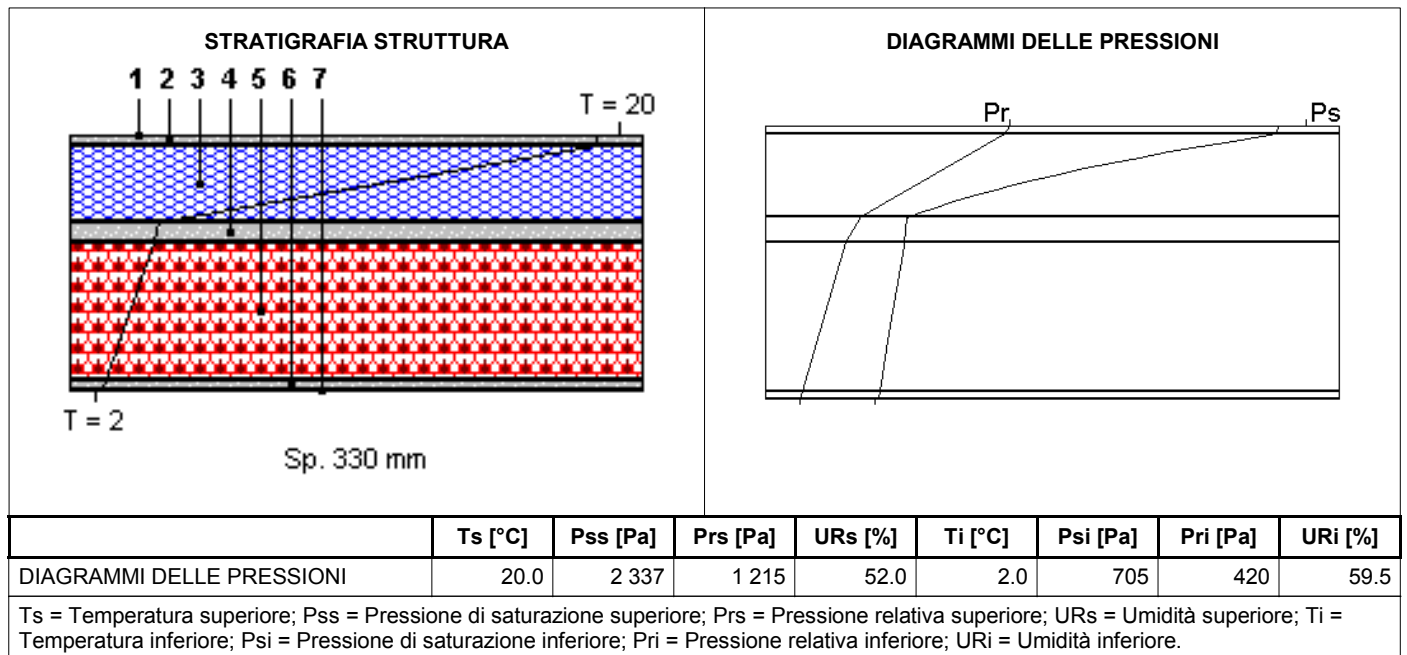 STRATIGRAFIA STRUTTURA
1 2 3 4 5 6 7
T = 20
T = 2
Sp. 330 mm
DIAGRAMMI DELLE PRESSIONI
Pr
Ps
Ts [°C] Pss [Pa] Prs [Pa] URs [%] Ti [°C] Psi [Pa] Pri [Pa] URi [%]
DIAGRAMMI DELLE PRESSIONI 20.0 2 337 1 215 52.0 2.0 705 420 59.5
Ts = Temperatura superiore; Pss = Pressione di saturazione superiore; Prs = Pressione relativa superiore; URs = Umidità superiore; Ti =
Temperatura inferiore; Psi = Pressione di saturazione inferiore; Pri = Pressione relativa inferiore; URi = Umidità inferiore.